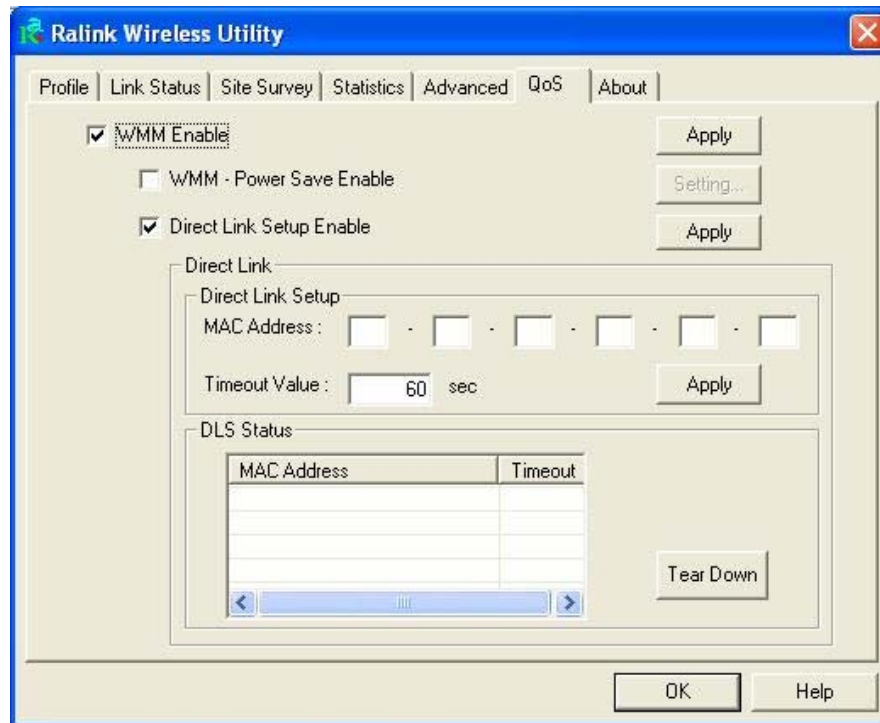 Ralink Wireless Utility
Profile Link Status Site Survey Statistics Advanced QoS About
WMM Enable Apply
WMM - Power Save Enable Setting...
Direct Link Setup Enable Apply
Direct Link
Direct Link Setup
MAC Address : - - - - -
Timeout Value : 60 sec Apply
DLS Status
MAC Address Timeout
Tear Down
OK Help